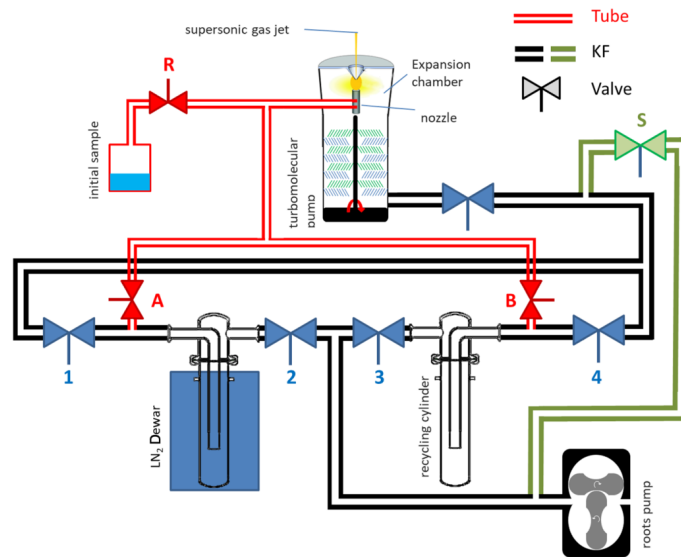 supersonic gas jet
Tube
R
Expansion
chamber
KF
Valve
nozzle
S
initial sample
turbomolecular
pump
A
B
1
2
3
4
LN2 Dewar
recycling cylinder
roots pump